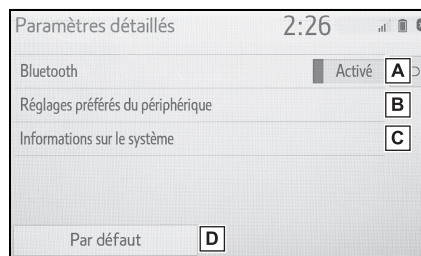 Paramètres détaillés 2:26
Bluetooth Activé A
Réglages préférés du périphérique B
Informations sur le système C
Par défaut D